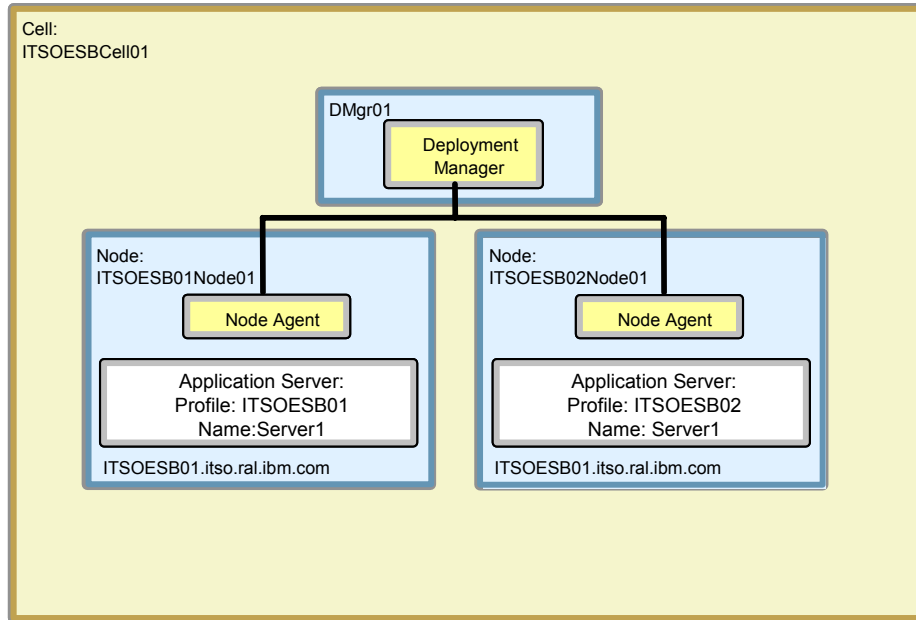 Cell:
ITSOESBCell01
DMgr01
Deployment
Manager
Node:
ITSOESB01Node01
Node Agent
Application Server:
Profile: ITSOESB01
Name:Server1
ITSOESB01.itso.ral.ibm.com
Node:
ITSOESB02Node01
Node Agent
Application Server:
Profile: ITSOESB02
Name: Server1
ITSOESB01.itso.ral.ibm.com